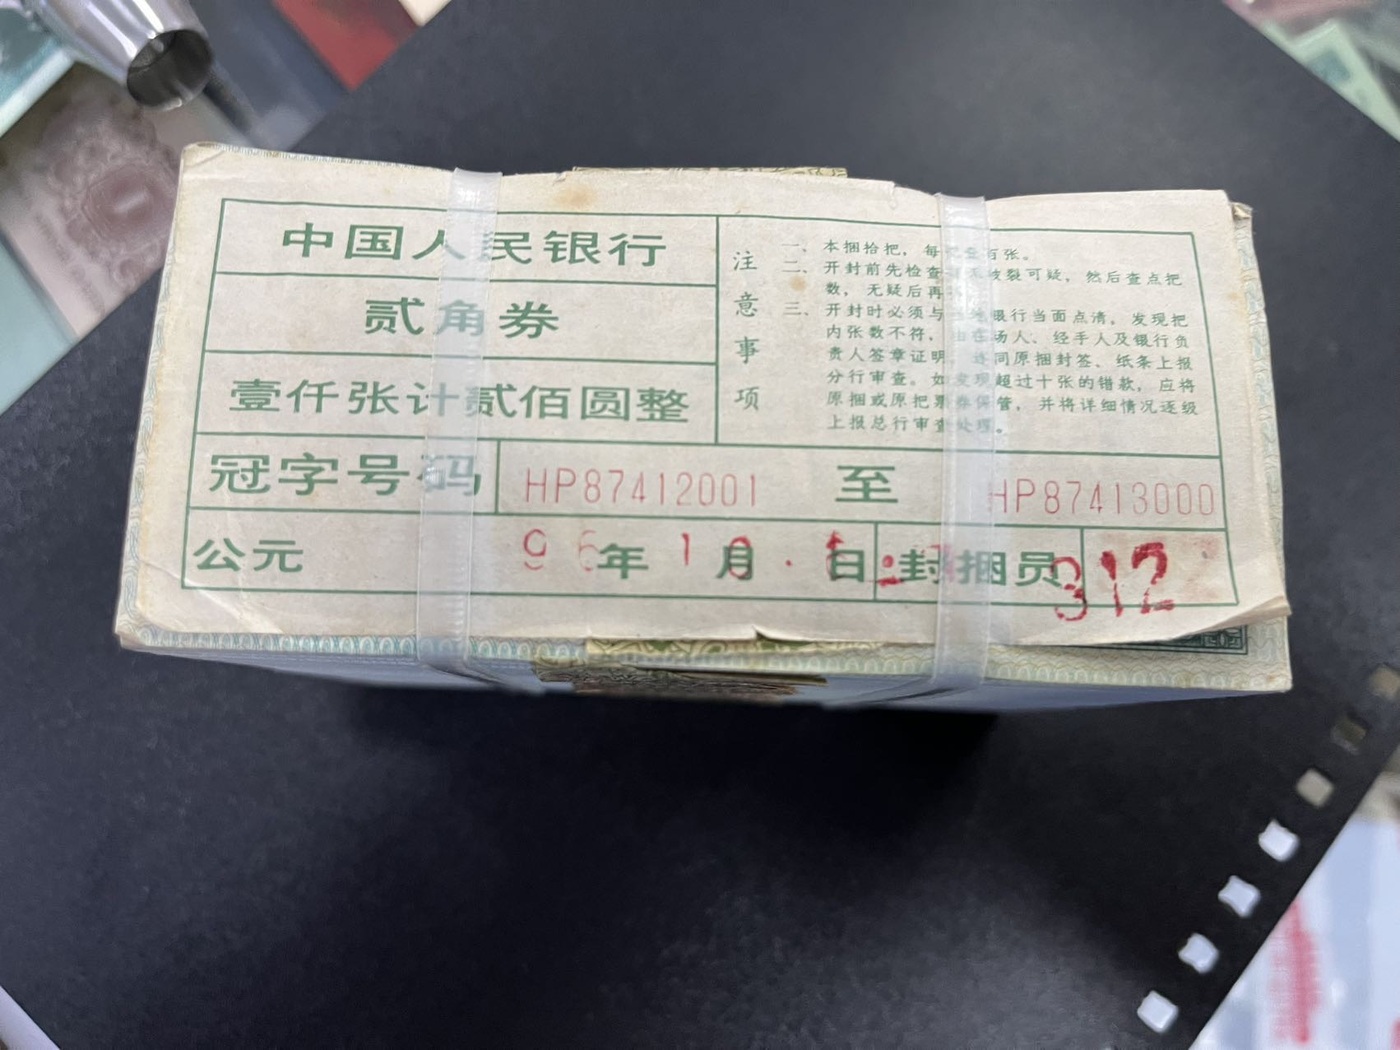 中国人民银行
贰角券
壹仟张计贰佰圆整
注意事项
一、本捆拾把，每把壹百张。
二、开封前先检查有无破裂可疑，然后查点把
数，无疑后再
三、开封时必须与当地银行当面点清，发现把
内张数不符，由在场人、经手人及银行负
责人签章证明，连同原捆封签、纸条上报
分行审查。如发现超过十张的错款，应将
原捆或原把票券保管，并将详细情况逐级
上报总行审查处理。
冠字号码 HP87412001 至 HP87413000
公元 96年 10月 日 封捆员 312